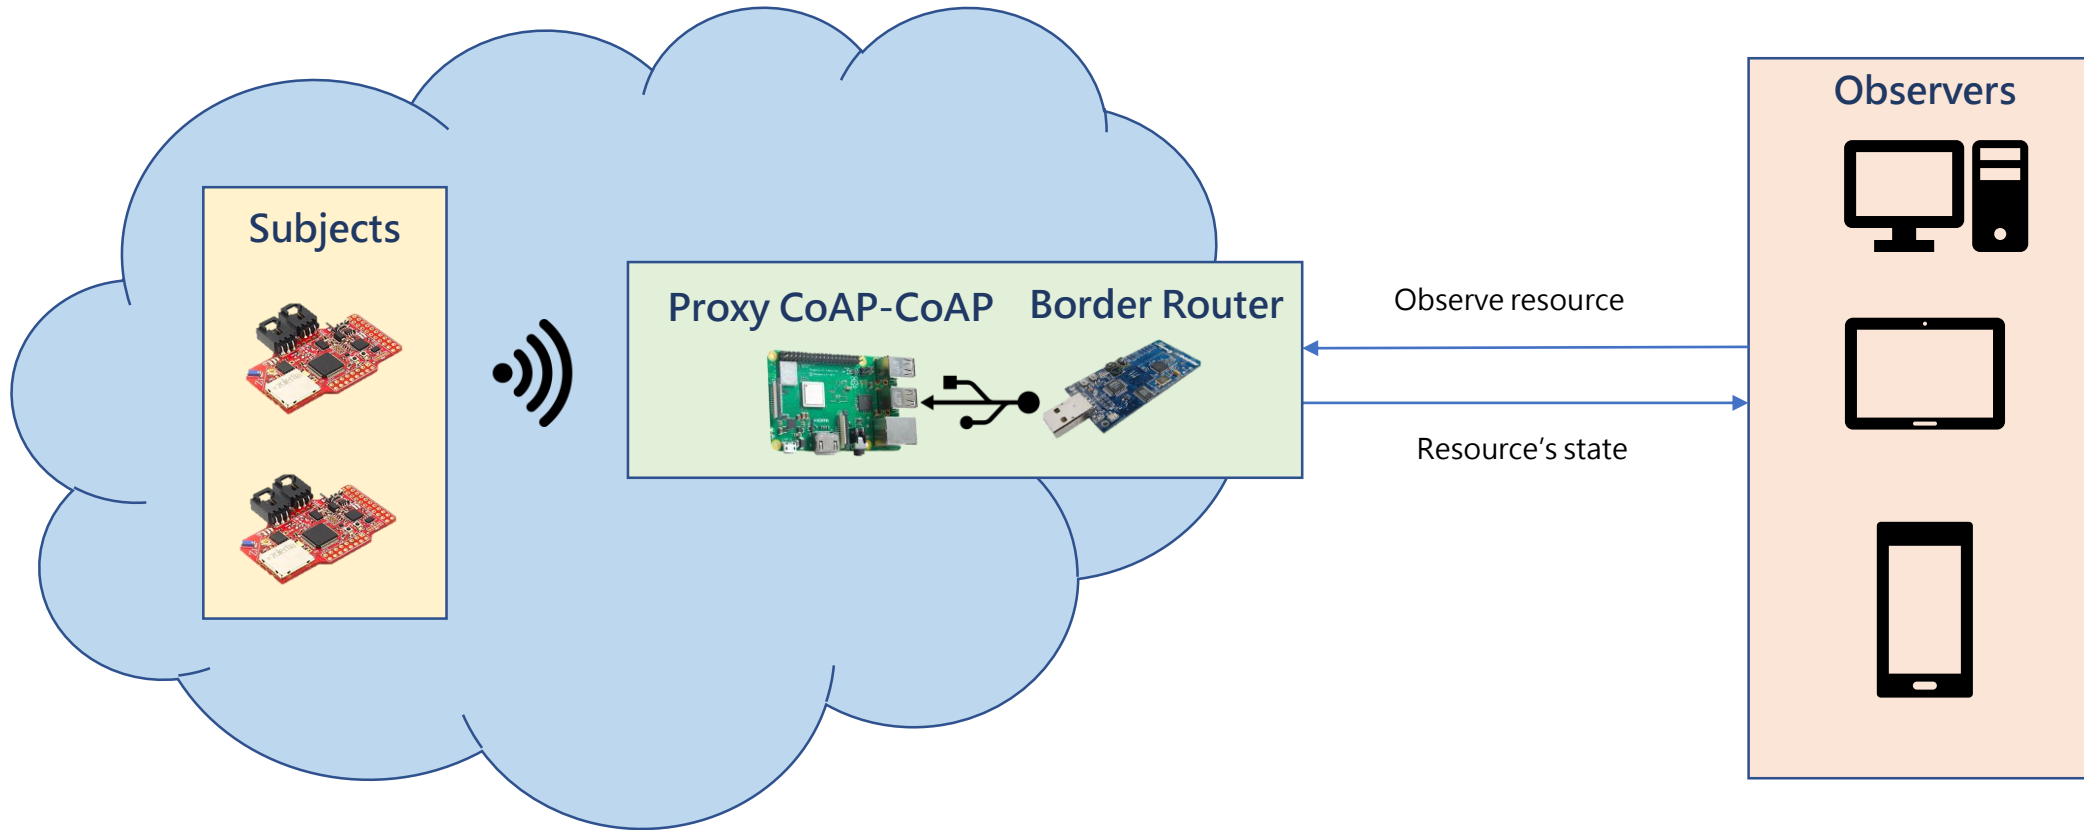 Observers
Subjects
Proxy CoAP-CoAP
Border Router
Observe resource
Resource's state